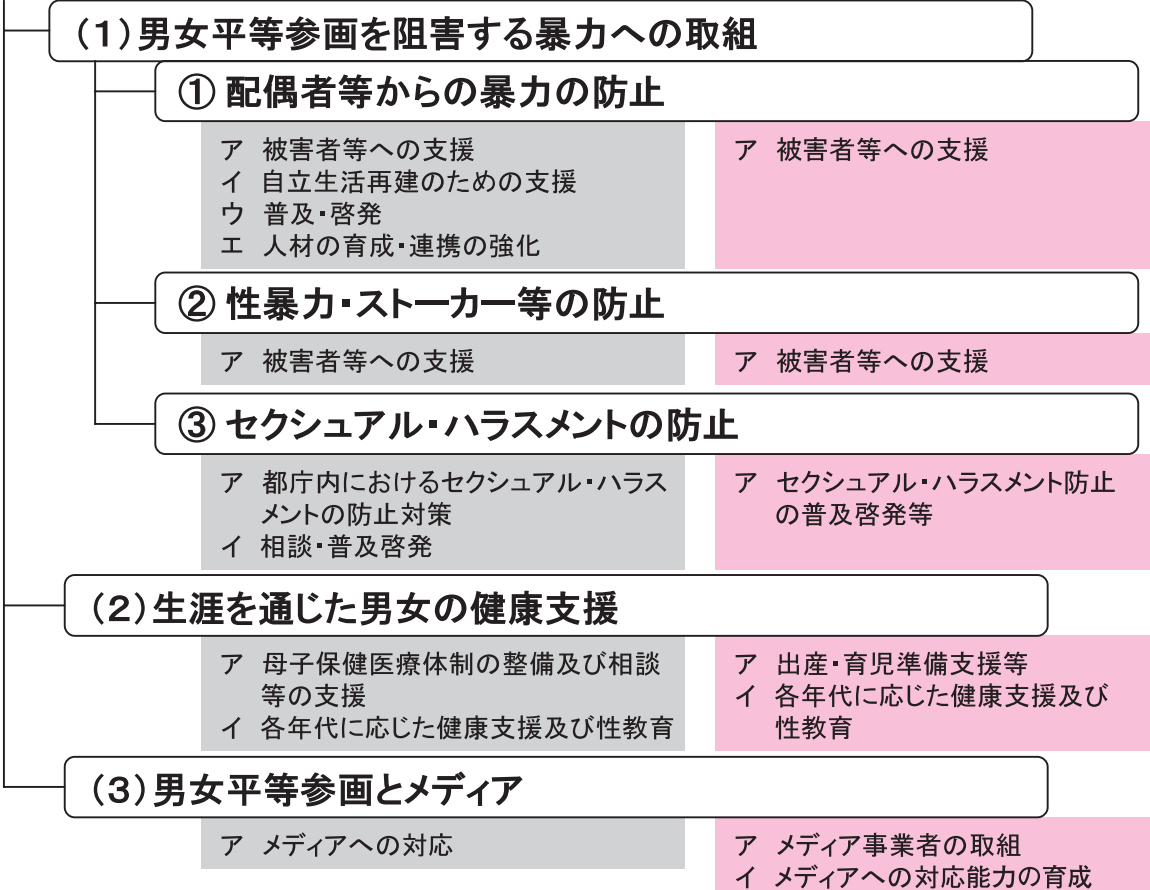 (1)男女平等参画を阻害する暴力への取組
① 配偶者等からの暴力の防止
ア 被害者等への支援
イ 自立生活再建のための支援
ウ 普及・啓発
エ 人材の育成・連携の強化
ア 被害者等への支援
② 性暴力・ストーカー等の防止
ア 被害者等への支援
ア 被害者等への支援
③ セクシュアル・ハラスメントの防止
ア 都庁内におけるセクシュアル・ハラス
メントの防止対策
イ 相談・普及啓発
ア セクシュアル・ハラスメント防止
の普及啓発等
(2)生涯を通じた男女の健康支援
ア 母子保健医療体制の整備及び相談
等の支援
イ 各年代に応じた健康支援及び性教育
ア 出産・育児準備支援等
イ 各年代に応じた健康支援及び
性教育
(3)男女平等参画とメディア
ア メディアへの対応
ア メディア事業者の取組
イ メディアへの対応能力の育成